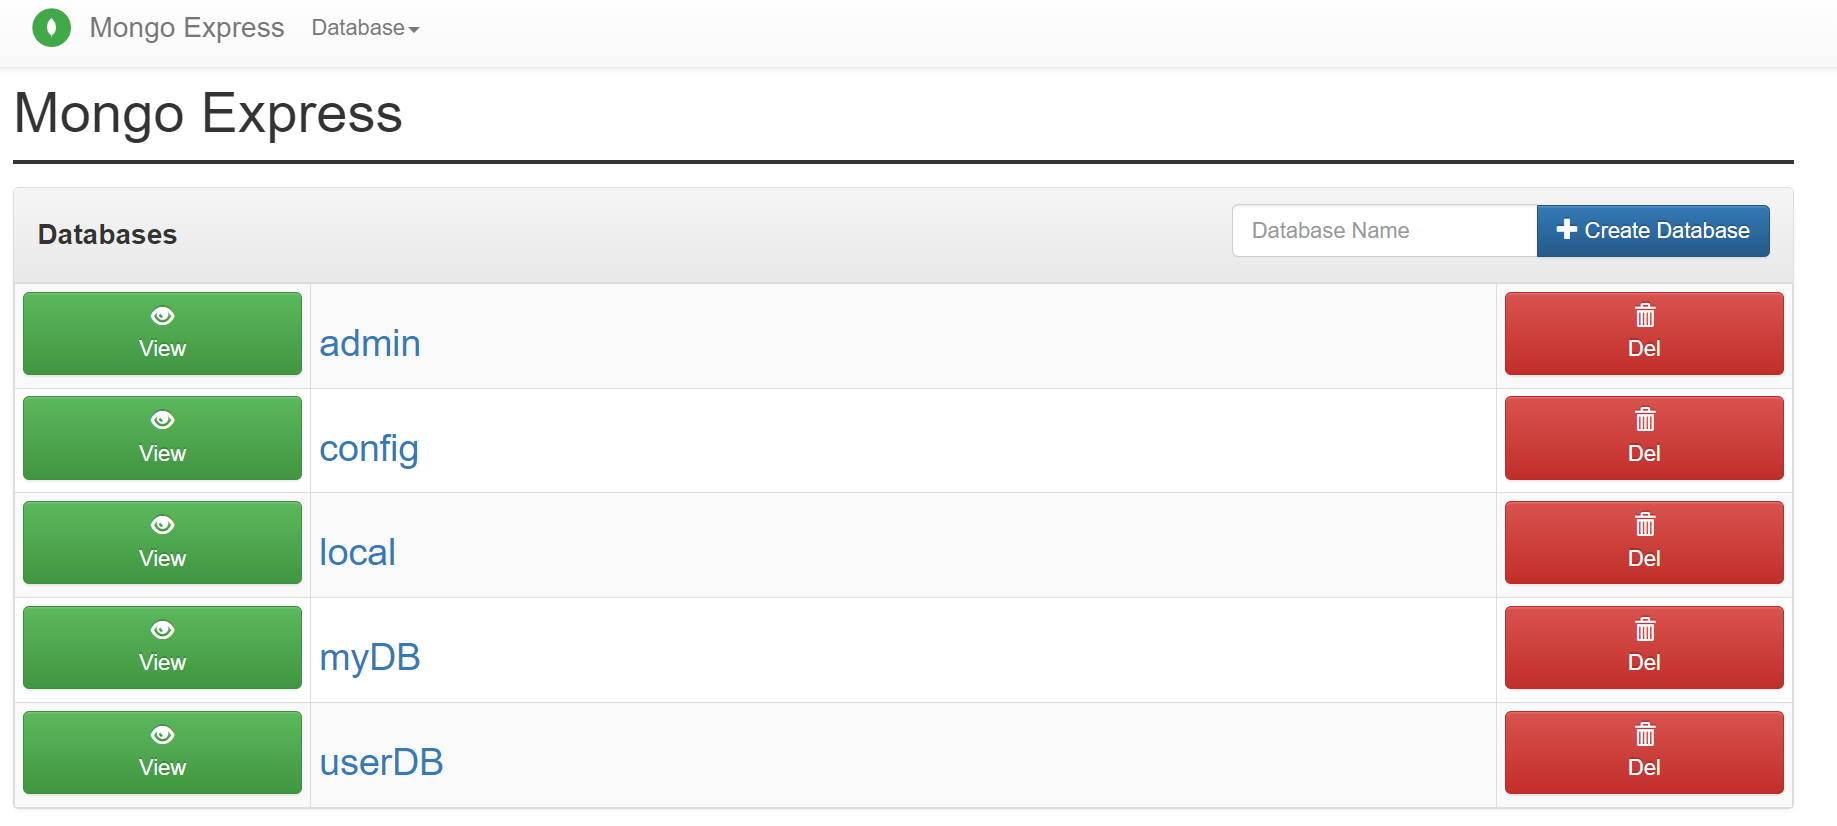 Mongo Express Database
Mongo Express
Databases
Database Name Create Database
View admin Del
View config Del
View local Del
View myDB Del
View userDB Del